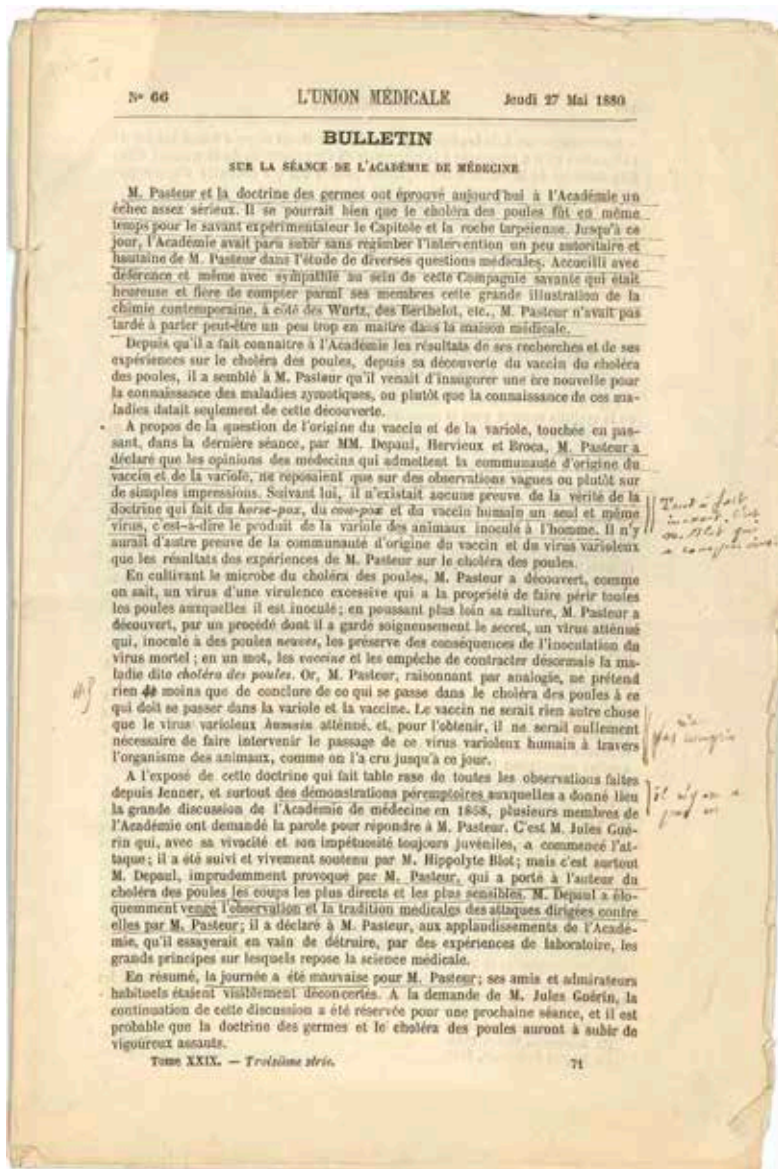 No 66
L'UNION MÉDICALE
Jeudi 27 Mai 1880
BULLETIN
SUR LA SÉANCE DE L'ACADÉMIE DE MÉDECINE
M. Pasteur et la doctrine des germes ont éprouvé aujourd'hui à l'Académie un
échec assez sérieux. Il se pourrait bien que le choléra des poules fût en même
temps pour le savant expérimentateur le Capitole et la roche tarpéienne. Jusqu'à ce
jour, l'Académie avait paru subir sans regimber l'intervention un peu autoritaire et
hautaine de M. Pasteur dans l'étude de diverses questions médicales. Accueilli avec
déférence et même avec sympathie au sein de cette Compagnie savante qui était
heureuse et fière de compter parmi ses membres cette grande illustration de la
chimie contemporaine, à côté des Wurtz, des Berthelot, etc., M. Pasteur n'avait pas
tardé à parler peut-être un peu trop en maître dans la maison médicale.
Depuis qu'il a fait connaître à l'Académie les résultats de ses recherches et de ses
expériences sur le choléra des poules, depuis sa découverte du vaccin du choléra
des poules, il a semblé à M. Pasteur qu'il venait d'inaugurer une ère nouvelle pour
la connaissance des maladies zymotiques, ou plutôt que la connaissance de ces ma-
ladies datait seulement de cette découverte.
A propos de la question de l'origine du vaccin et de la variole, touchée en pas-
sant, dans la dernière séance, par MM. Depaul, Hervieux et Broca, M. Pasteur a
déclaré que les opinions des médecins qui admettent la communauté d'origine du
vaccin et de la variole, ne reposaient que sur des observations vagues ou plutôt sur
de simples impressions. Suivant lui, il n'existait aucune preuve de la vérité de la
doctrine qui fait du horse-pox, du cow-pox et du vaccin humain un seul et même
virus, c'est-à-dire le produit de la variole des animaux inoculé à l'homme. Il n'y
aurait d'autre preuve de la communauté d'origine du vaccin et du virus varioleux
que les résultats des expériences de M. Pasteur sur le choléra des poules.
Tout à fait
En cultivant le microbe du choléra des poules, M. Pasteur a découvert, comme
on sait, un virus d'une virulence excessive qui a la propriété de faire périr toutes
les poules auxquelles il est inoculé; en poussant plus loin sa culture, M. Pasteur a
découvert, par un procédé dont il a gardé soigneusement le secret, un virus atténué
qui, inoculé à des poules neuves, les préserve des conséquences de l'inoculation du
virus mortel; en un mot, les vaccine et les empêche de contracter désormais la ma-
ladie dite choléra des poules. Or, M. Pasteur, raisonnant par analogie, ne prétend
rien de moins que de conclure de ce qui se passe dans le choléra des poules à ce
qui doit se passer dans la variole et la vaccine. Le vaccin ne serait rien autre chose
que le virus varioleux humain atténué, et, pour l'obtenir, il ne serait nullement
nécessaire de faire intervenir le passage de ce virus varioleux humain à travers
l'organisme des animaux, comme on l'a cru jusqu'à ce jour.
pas compris
A l'exposé de cette doctrine qui fait table rase de toutes les observations faites
depuis Jenner, et surtout des démonstrations péremptoires auxquelles a donné lieu
la grande discussion de l'Académie de médecine en 1868, plusieurs membres de
l'Académie ont demandé la parole pour répondre à M. Pasteur. C'est M. Jules Gué-
rin qui, avec sa vivacité et son impétuosité toujours juvéniles, a commencé l'at-
taque; il a été suivi et vivement soutenu par M. Hippolyte Blot; mais c'est surtout
M. Depaul, imprudemment provoqué par M. Pasteur, qui a porté à l'auteur du
choléra des poules les coups les plus directs et les plus sensibles. M. Depaul a élo-
quemment vengé l'observation et la tradition médicales des attaques dirigées contre
elles par M. Pasteur; il a déclaré à M. Pasteur, aux applaudissements de l'Acadé-
mie, qu'il essayerait en vain de détruire, par des expériences de laboratoire, les
grands principes sur lesquels repose la science médicale.
il n'y en a
En résumé, la journée a été mauvaise pour M. Pasteur; ses amis et admirateurs
habituels étaient visiblement déconcertés. A la demande de M. Jules Guérin, la
continuation de cette discussion a été réservée pour une prochaine séance, et il est
probable que la doctrine des germes et le choléra des poules auront à subir de
vigoureux assauts.
Tome XXIX. — Troisième série.
71